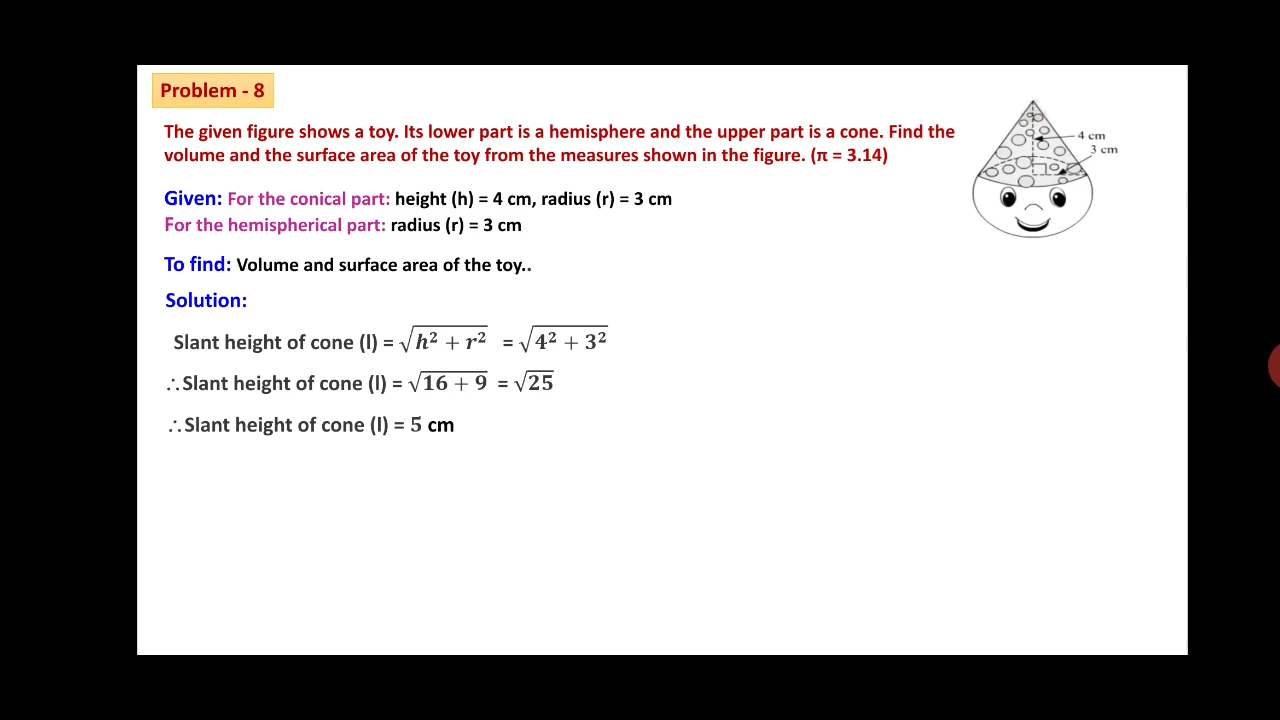 Problem - 8
The given figure shows a toy. Its lower part is a hemisphere and the upper part is a cone. Find the
volume and the surface area of the toy from the measures shown in the figure. (π = 3.14)
4 cm
3 cm
Given: For the conical part: height (h) = 4 cm, radius (r) = 3 cm
For the hemispherical part: radius (r) = 3 cm
To find: Volume and surface area of the toy..
Solution:
Slant height of cone (l) = √(h² + r²) = √(4² + 3²)
∴Slant height of cone (l) = √(16 + 9) = √25
∴Slant height of cone (l) = 5 cm